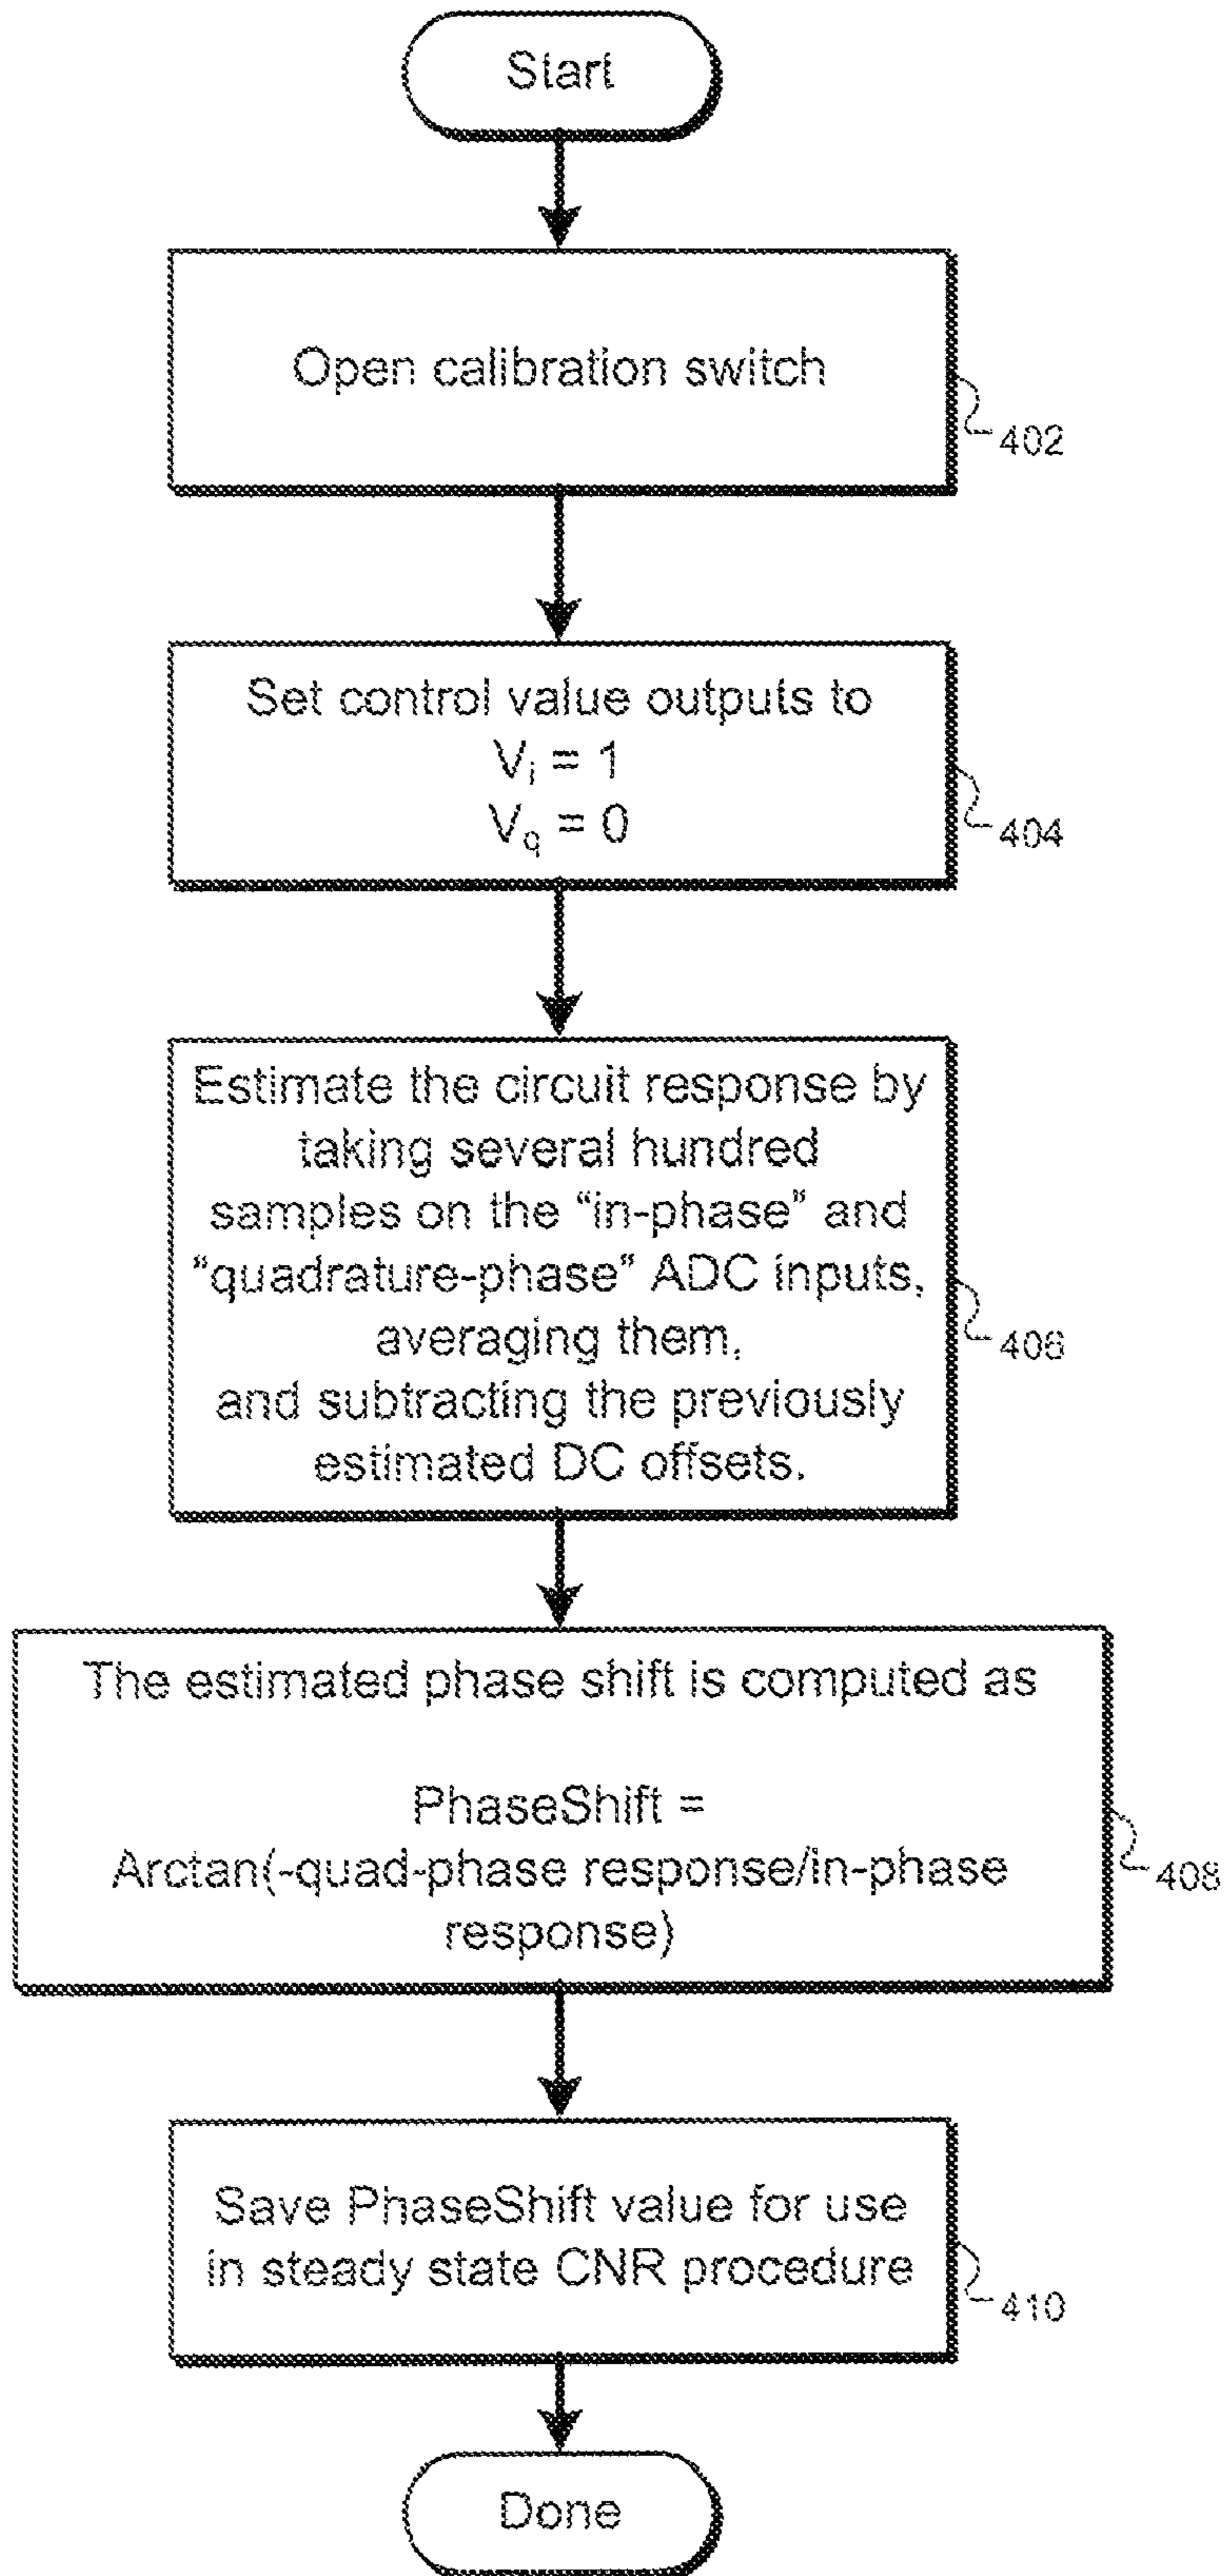 Start
Open calibration switch
402
Set control value outputs to
Vi = 1
Vq = 0
404
Estimate the circuit response by
taking several hundred
samples on the “in-phase” and
“quadrature-phase” ADC inputs,
averaging them,
and subtracting the previously
estimated DC offsets.
406
The estimated phase shift is computed as
PhaseShift =
Arctan(-quad-phase response/in-phase
response)
408
Save PhaseShift value for use
in steady state CNR procedure
410
Done